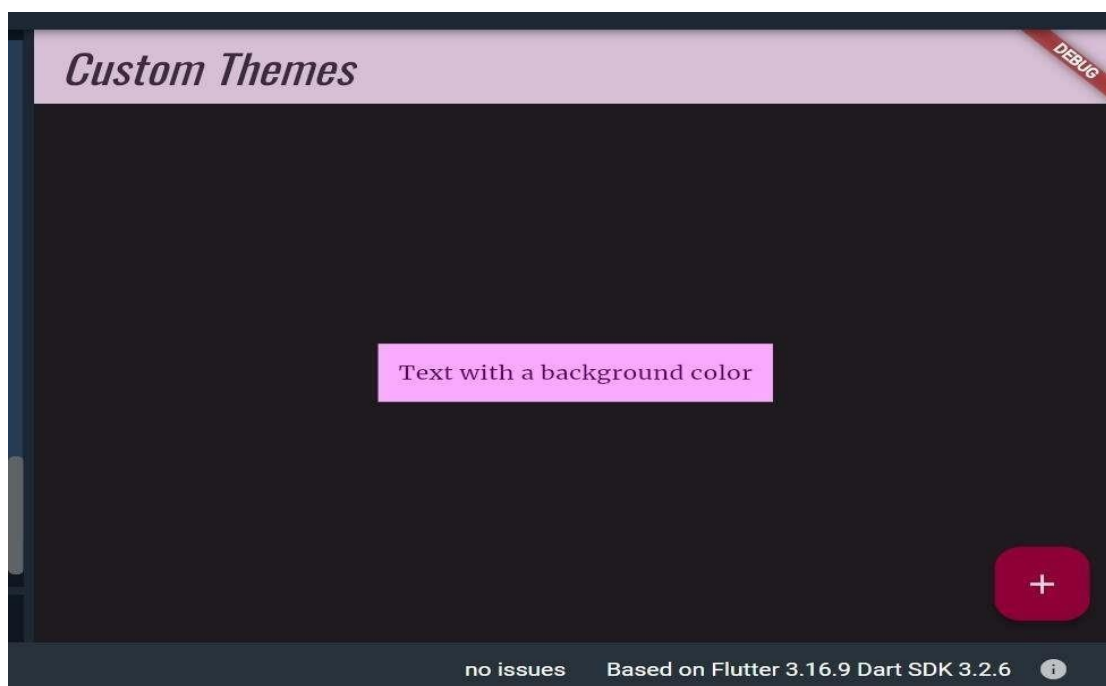 Custom Themes
DEBUG
Text with a background color
+
no issues Based on Flutter 3.16.9 Dart SDK 3.2.6